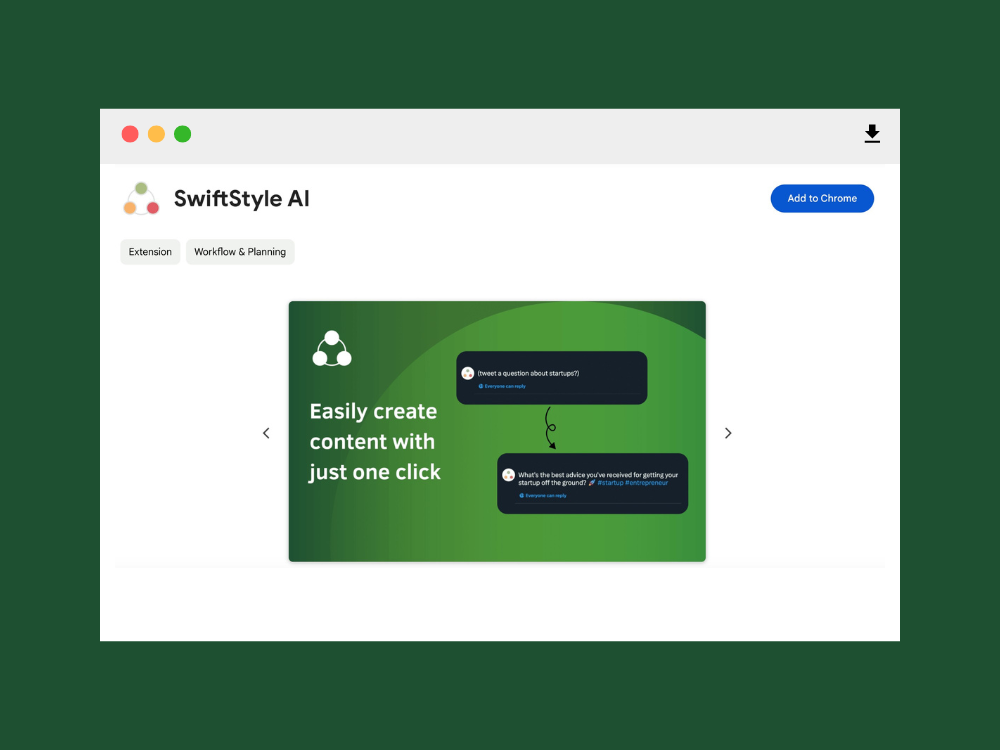 SwiftStyle AI
Add to Chrome
Extension
Workflow & Planning
Easily create
content with
just one click
(tweet a question about startups?)
Everyone can reply
What's the best advice you've received for getting your
startup off the ground? 🚀 #startup #entrepreneur
Everyone can reply